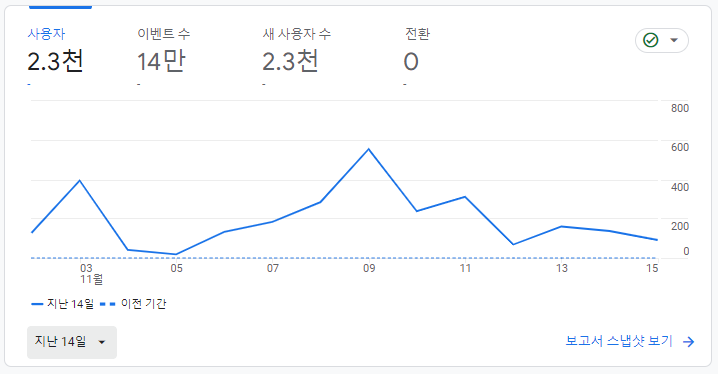 사용자 이벤트 수 새 사용자 수 전환
2.3천 14만 2.3천 0
- - - -
800
600
400
200
0
03 05 07 09 11 13 15
11월
지난 14일 이전 기간
지난 14일
보고서 스냅샷 보기